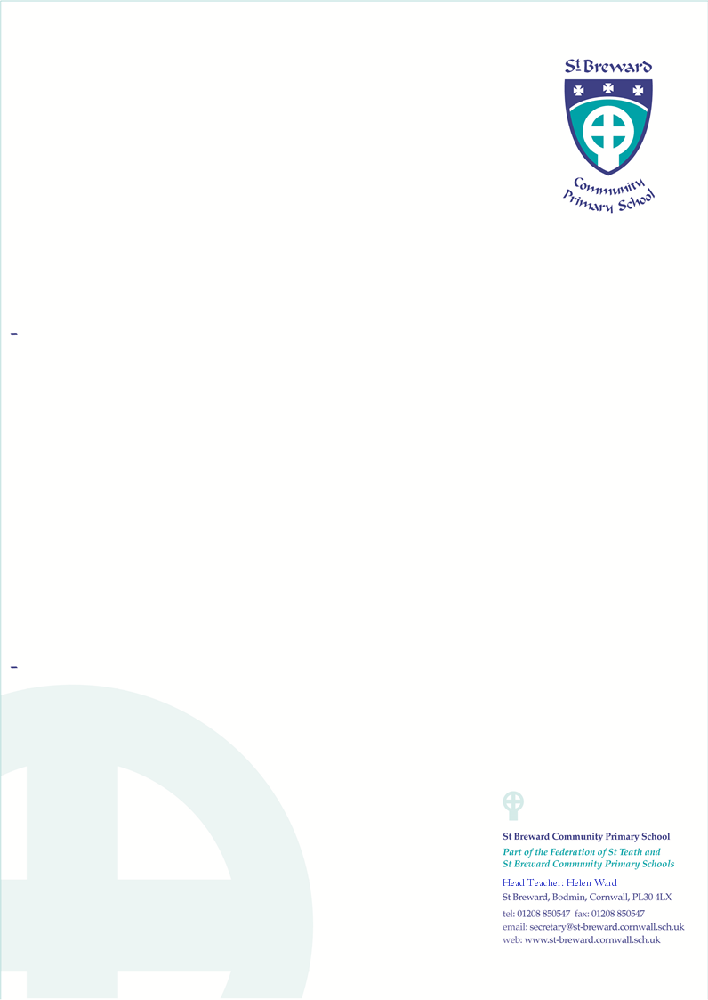 St Breward
Community
Primary School
St Breward Community Primary School
Part of the Federation of St Teath and
St Breward Community Primary Schools
Head Teacher: Helen Ward
St Breward, Bodmin, Cornwall, PL30 4LX
tel: 01208 850547 fax: 01208 850547
email: secretary@st-breward.cornwall.sch.uk
web: www.st-breward.cornwall.sch.uk